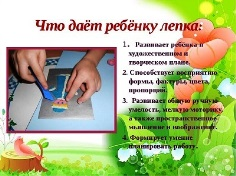 Что даёт ребёнку лепка:
1. Развивает ребёнка в
художественном и
творческом плане.
2. Способствует восприятию
формы, фактуры, цвета,
пропорций.
3. Развивает общую ручную
умелость, мелкую моторику,
а также пространственное
мышление и воображение.
4. Формирует умение
планировать работу.